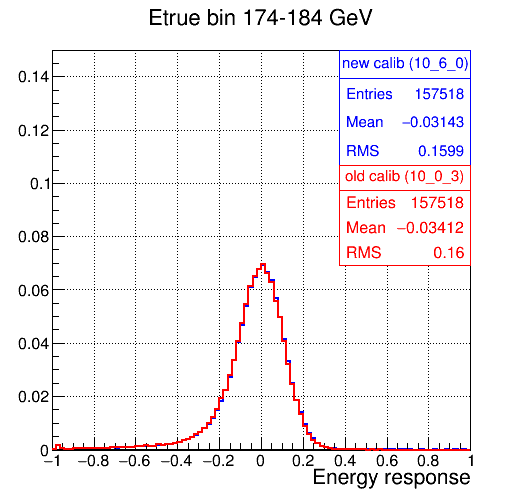 Etrue bin 174-184 GeV
new calib (10_6_0)
Entries 157518
Mean −0.03143
RMS 0.1599
old calib (10_0_3)
Entries 157518
Mean −0.03412
RMS 0.16
0.14
0.12
0.1
0.08
0.06
0.04
0.02
0
−1 −0.8 −0.6 −0.4 −0.2 0 0.2 0.4 0.6 0.8 1
Energy response